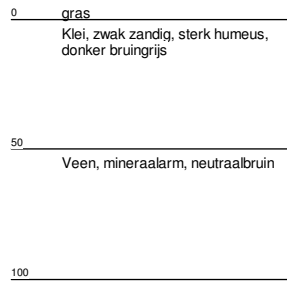 0 gras
Klei, zwak zandig, sterk humeus,
donker bruingrijs
50
Veen, mineraalarm, neutraalbruin
100